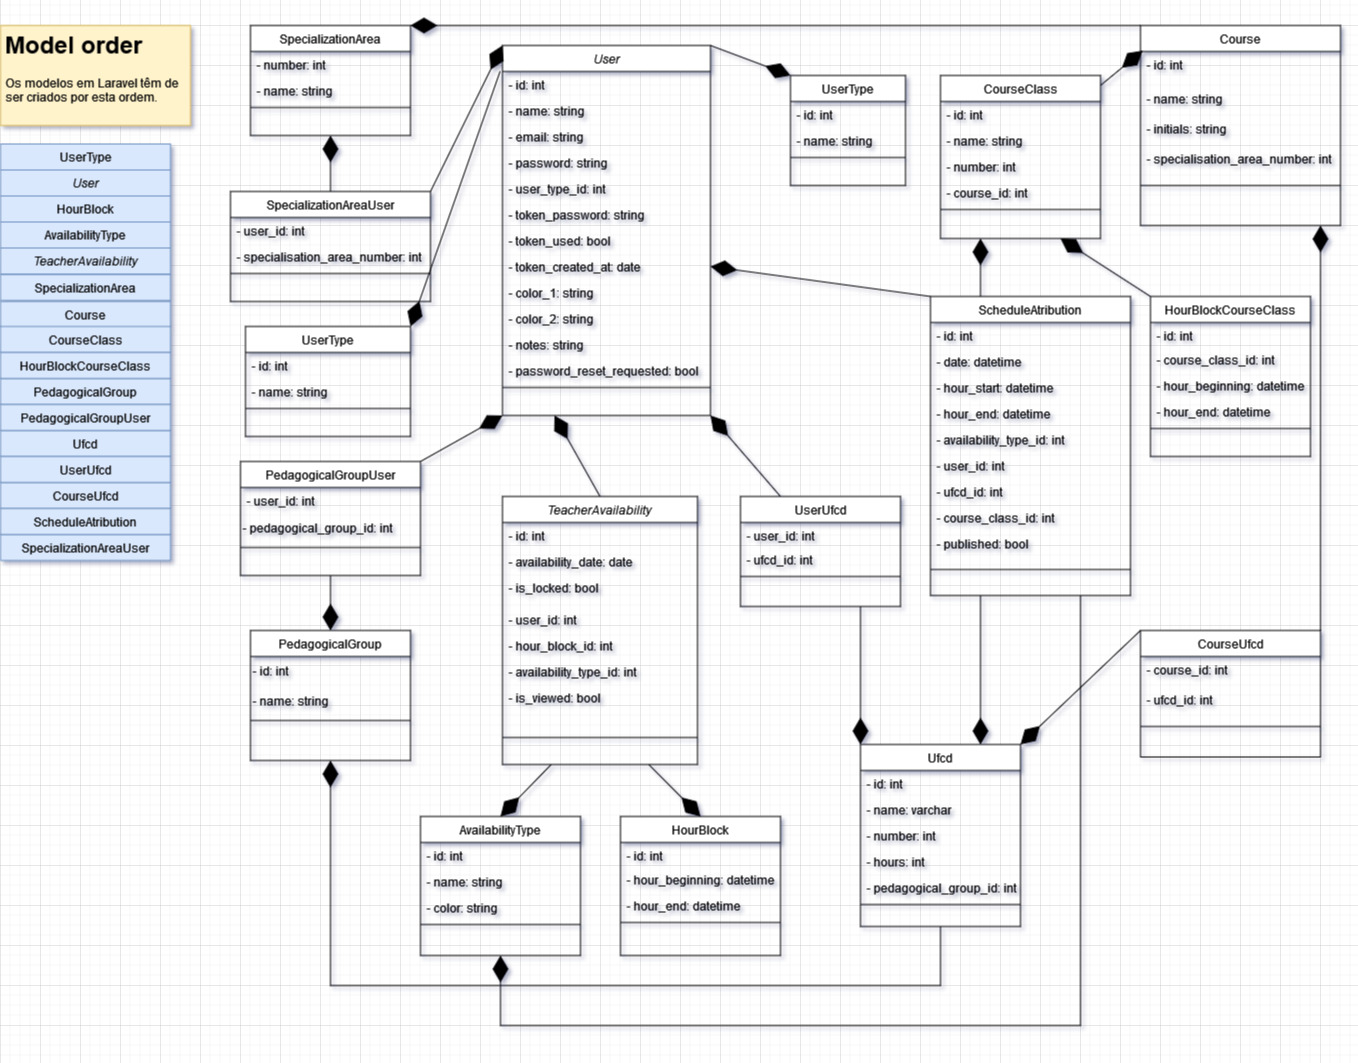 Model order
Os modelos em Laravel têm de
ser criados por esta ordem.
UserType
User
HourBlock
AvailabilityType
TeacherAvailability
SpecializationArea
Course
CourseClass
HourBlockCourseClass
PedagogicalGroup
PedagogicalGroupUser
Ufcd
UserUfcd
CourseUfcd
ScheduleAtribution
SpecializationAreaUser
SpecializationArea
- number: int
- name: string
SpecializationAreaUser
- user_id: int
- specialisation_area_number: int
UserType
- id: int
- name: string
PedagogicalGroupUser
- user_id: int
- pedagogical_group_id: int
PedagogicalGroup
- id: int
- name: string
User
- id: int
- name: string
- email: string
- password: string
- user_type_id: int
- token_password: string
- token_used: bool
- token_created_at: date
- color_1: string
- color_2: string
- notes: string
- password_reset_requested: bool
TeacherAvailability
- id: int
- availability_date: date
- is_locked: bool
- user_id: int
- hour_block_id: int
- availability_type_id: int
- is_viewed: bool
AvailabilityType
- id: int
- name: string
- color: string
HourBlock
- id: int
- hour_beginning: datetime
- hour_end: datetime
UserType
- id: int
- name: string
UserUfcd
- user_id: int
- ufcd_id: int
CourseClass
- id: int
- name: string
- number: int
- course_id: int
Course
- id: int
- name: string
- initials: string
- specialisation_area_number: int
ScheduleAtribution
- id: int
- date: datetime
- hour_start: datetime
- hour_end: datetime
- availability_type_id: int
- user_id: int
- ufcd_id: int
- course_class_id: int
- published: bool
HourBlockCourseClass
- id: int
- course_class_id: int
- hour_beginning: datetime
- hour_end: datetime
CourseUfcd
- course_id: int
- ufcd_id: int
Ufcd
- id: int
- name: varchar
- number: int
- hours: int
- pedagogical_group_id: int